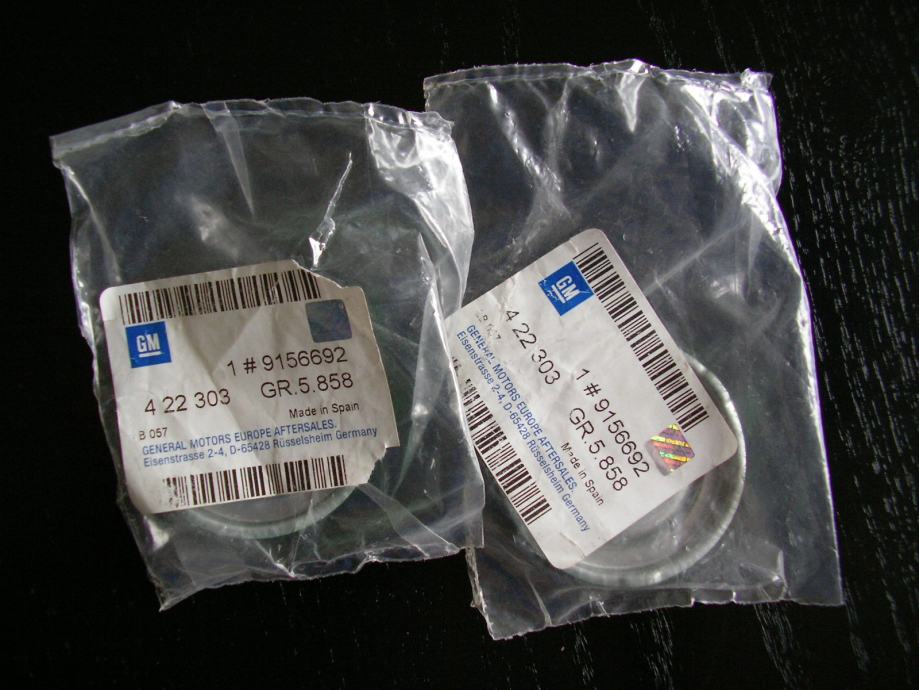 GM
1 # 9156692
4 22 303 GR.5.858
Made in Spain
B 057
GENERAL MOTORS EUROPE AFTERSALES.
Eisenstrasse 2-4, D-65428 Rüsselsheim Germany
GM
1 # 9156692
4 22 303 GR.5.858
Made in Spain
GENERAL MOTORS EUROPE AFTERSALES.
Eisenstrasse 2-4, D-65428 Rüsselsheim Germany